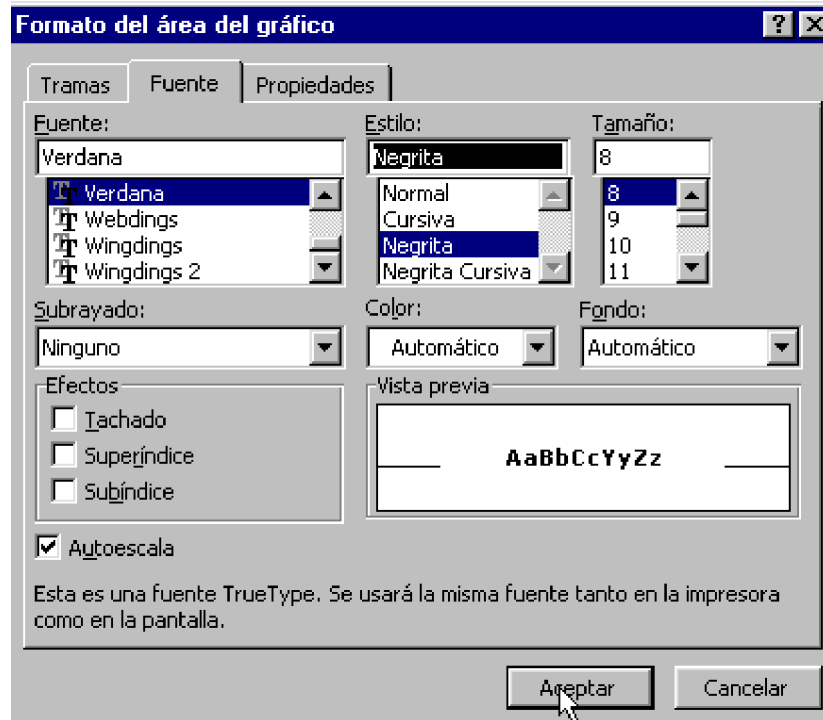 Formato del área del gráfico
Tramas Fuente Propiedades
Fuente: Estilo: Tamaño:
Verdana Negrita 8
Verdana Normal 8
Webdings Cursiva 9
Wingdings Negrita 10
Wingdings 2 Negrita Cursiva 11
Subrayado: Color: Fondo:
Ninguno Automático Automático
Efectos Vista previa
Tachado
Superíndice AaBbCcYyZz
Subíndice
Autoescala
Esta es una fuente TrueType. Se usará la misma fuente tanto en la impresora
como en la pantalla.
Aceptar Cancelar